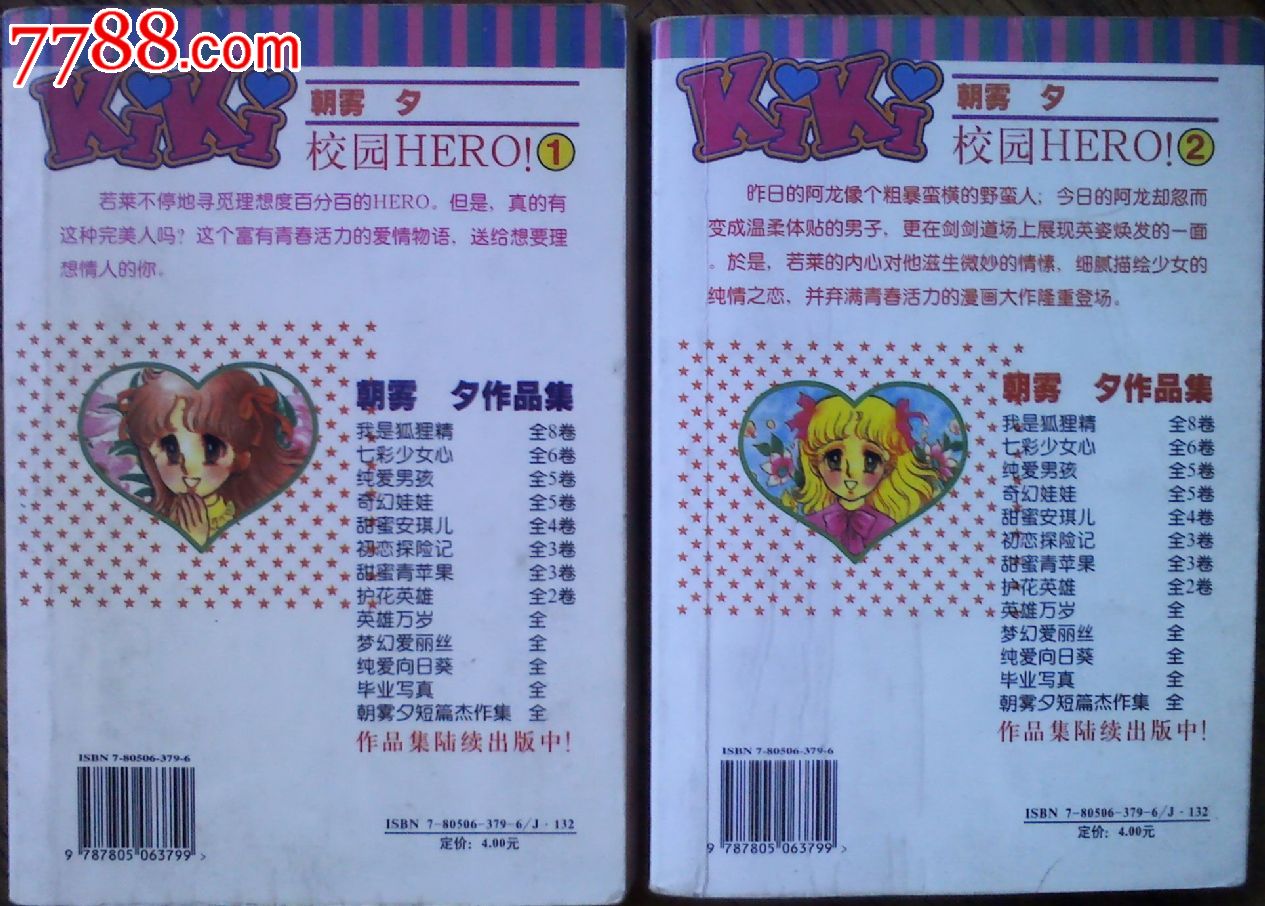 7788.com
KiKi
朝雾 夕
校园HERO! 1
若莱不停地寻觅理想度百分百的HERO。但是，真的有
这种完美人吗？这个富有青春活力的爱情物语，送给想要理
想情人的你。
朝雾 夕作品集
我是狐狸精 全8卷
七彩少女心 全6卷
纯爱男孩 全5卷
奇幻娃娃 全5卷
甜蜜安琪儿 全4卷
初恋探险记 全3卷
甜蜜青苹果 全3卷
护花英雄 全2卷
英雄万岁 全
梦幻爱丽丝 全
纯爱向日葵 全
毕业写真 全
朝雾夕短篇杰作集 全
作品集陆续出版中！
ISBN 7-80506-379-6
9 787805 063799 >
ISBN 7-80506-379-6/J·132
定价：4.00元
KiKi
朝雾 夕
校园HERO! 2
昨日的阿龙像个粗暴蛮横的野蛮人；今日的阿龙却忽而
变成温柔体贴的男子，更在剑剑道场上展现英姿焕发的一面
。於是，若莱的内心对他滋生微妙的情愫，细腻描绘少女的
纯情之恋，并弃满青春活力的漫画大作隆重登场。
朝雾 夕作品集
我是狐狸精 全8卷
七彩少女心 全6卷
纯爱男孩 全5卷
奇幻娃娃 全5卷
甜蜜安琪儿 全4卷
初恋探险记 全3卷
甜蜜青苹果 全3卷
护花英雄 全2卷
英雄万岁 全
梦幻爱丽丝 全
纯爱向日葵 全
毕业写真 全
朝雾夕短篇杰作集 全
作品集陆续出版中！
ISBN 7-80506-379-6
9 787805 063799 >
ISBN 7-80506-379-6/J·132
定价：4.00元